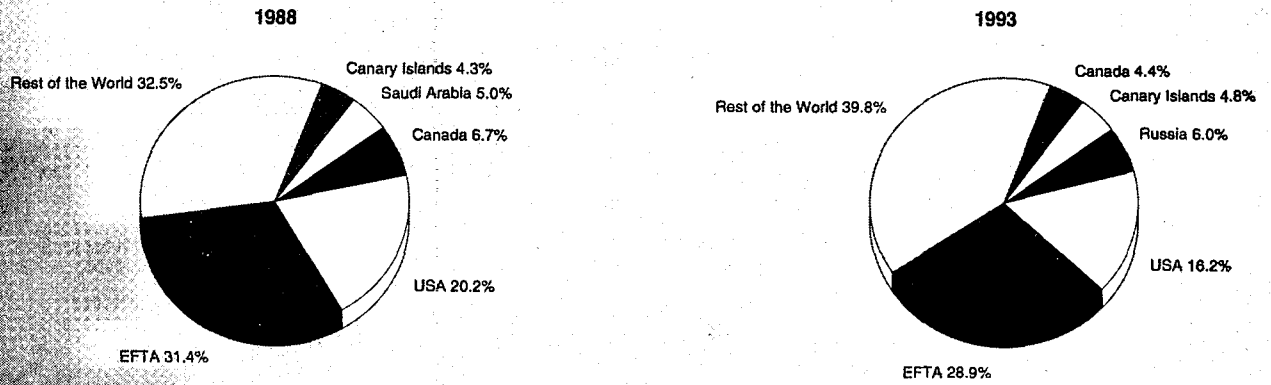 1988
Canary Islands 4.3%
Rest of the World 32.5%
Saudi Arabia 5.0%
Canada 6.7%
USA 20.2%
EFTA 31.4%
1993
Canada 4.4%
Canary Islands 4.8%
Rest of the World 39.8%
Russia 6.0%
USA 16.2%
EFTA 28.9%